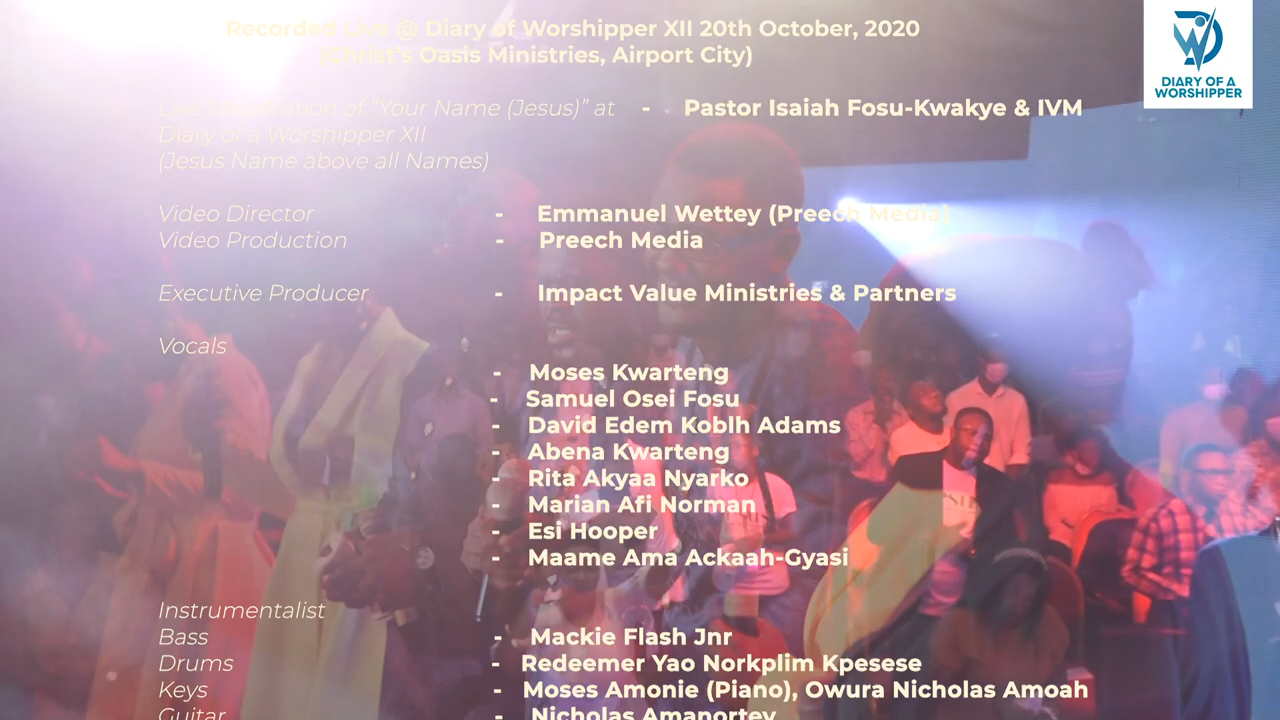 Recorded Live @ Diary of Worshipper XII 20th October, 2020
(Christ's Oasis Ministries, Airport City)
DIARY OF A
WORSHIPPER
of "Your Name (Jesus)" at - Pastor Isaiah Fosu-Kwakye & IVM
Diary of a Worshipper XII
(Jesus Name above all Names)
Video Director - Emmanuel Wettey (Preech Media)
Video Production - Preech Media
Executive Producer - Impact Value Ministries & Partners
Vocals
- Moses Kwarteng
- Samuel Osei Fosu
- David Edem Koblh Adams
- Abena Kwarteng
- Rita Akyaa Nyarko
- Marian Afi Norman
- Esi Hooper
- Maame Ama Ackaah-Gyasi
Instrumentalist
Bass - Mackie Flash Jnr
Drums - Redeemer Yao Norkplim Kpesese
Keys - Moses Amonie (Piano), Owura Nicholas Amoah
Guitar - Nicholas Amanortey